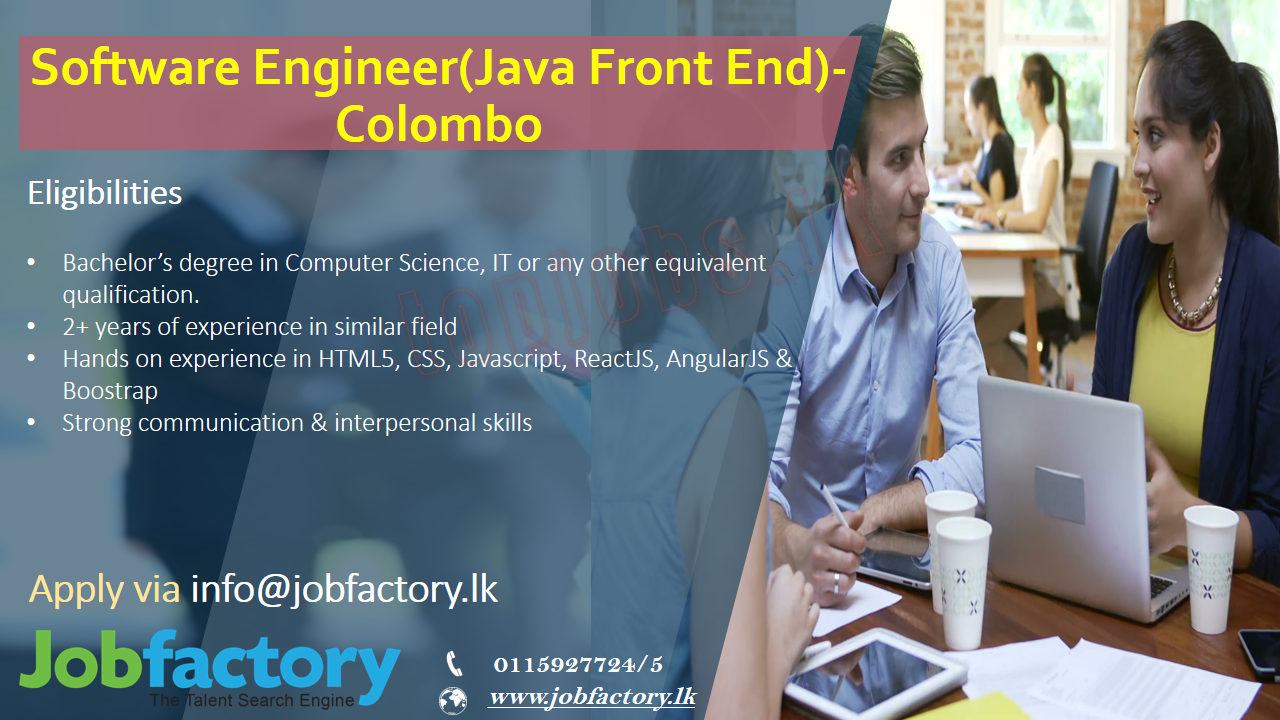 Software Engineer(Java Front End)-
Colombo
Eligibilities
• Bachelor’s degree in Computer Science, IT or any other equivalent
qualification.
• 2+ years of experience in similar field
• Hands on experience in HTML5, CSS, Javascript, ReactJS, AngularJS &
Boostrap
• Strong communication & interpersonal skills
Apply via info@jobfactory.lk
Jobfactory
The Talent Search Engine
0115927724/5
www.jobfactory.lk